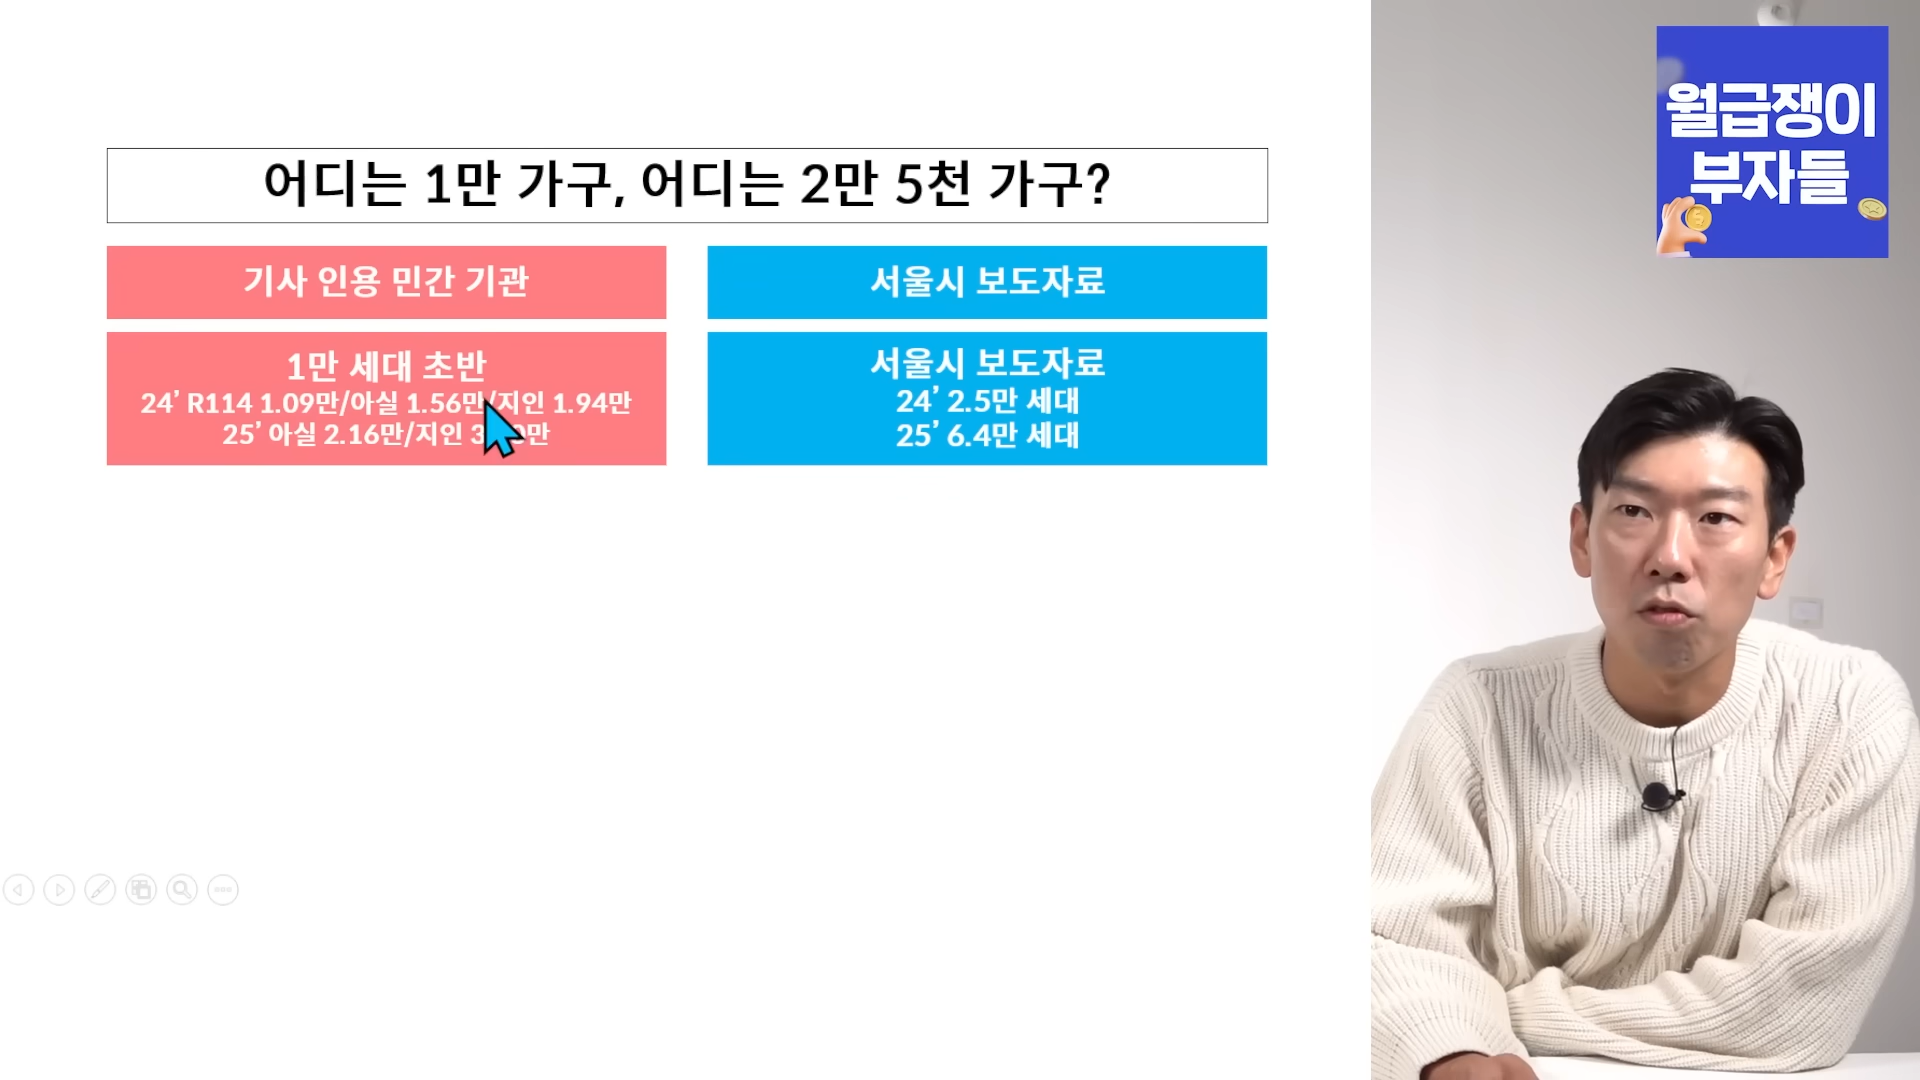 어디는 1만 가구, 어디는 2만 5천 가구?
기사 인용 민간 기관
서울시 보도자료
1만 세대 초반
24’ R114 1.09만/아실 1.56만/지인 1.94만
25’ 아실 2.16만/지인
서울시 보도자료
24’ 2.5만 세대
25’ 6.4만 세대
월급쟁이
부자들